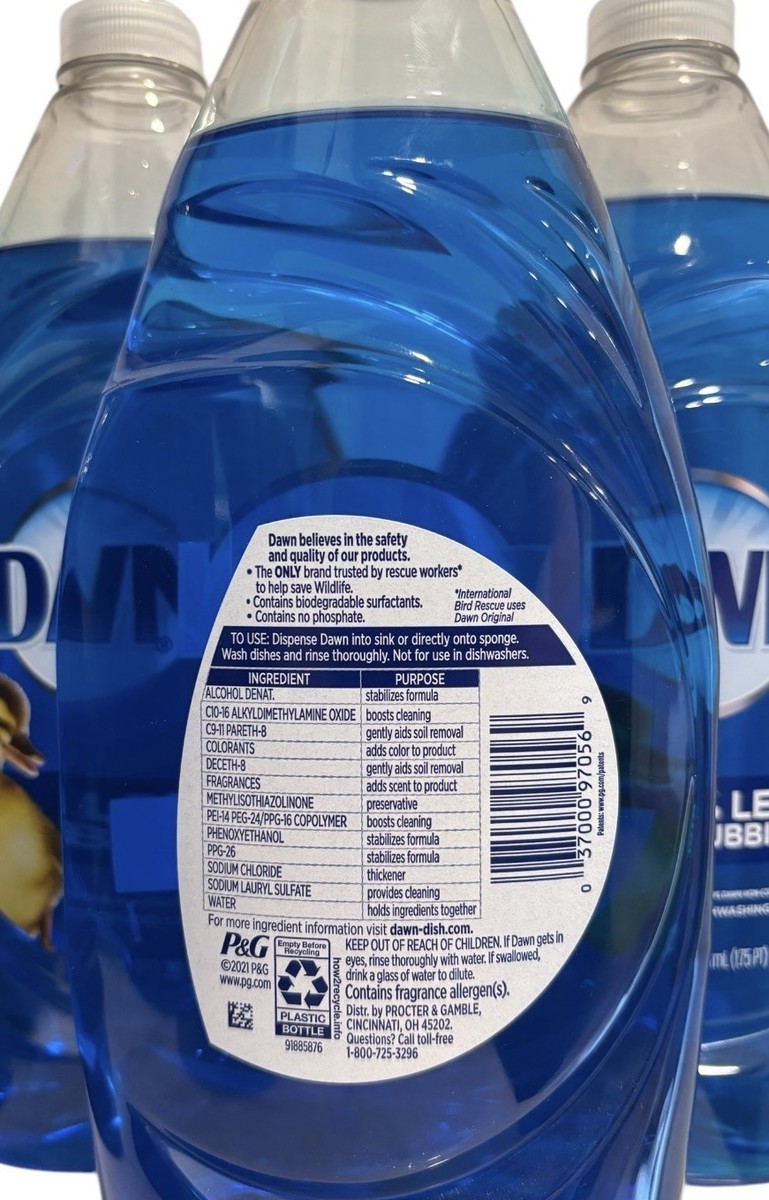 Dawn believes in the safety
and quality of our products.
• The ONLY brand trusted by rescue workers*
to help save Wildlife.
• Contains biodegradable surfactants.
• Contains no phosphate.
*International
Bird Rescue uses
Dawn Original
TO USE: Dispense Dawn into sink or directly onto sponge.
Wash dishes and rinse thoroughly. Not for use in dishwashers.
INGREDIENT PURPOSE
ALCOHOL DENAT. stabilizes formula
C10-16 ALKYLDIMETHYLAMINE OXIDE boosts cleaning
C9-11 PARETH-8 gently aids soil removal
COLORANTS adds color to product
DECETH-8 gently aids soil removal
FRAGRANCES adds scent to product
METHYLISOTHIAZOLINONE preservative
PEI-14 PEG-24/PPG-16 COPOLYMER boosts cleaning
PHENOXYETHANOL stabilizes formula
PPG-26 stabilizes formula
SODIUM CHLORIDE thickener
SODIUM LAURYL SULFATE provides cleaning
WATER holds ingredients together
0 37000 97056 9
Patents: www.pg.com/patents
For more ingredient information visit dawn-dish.com.
P&G
©2021 P&G
www.pg.com
Empty Before
Recycling
PLASTIC
BOTTLE
how2recycle.info
91885876
KEEP OUT OF REACH OF CHILDREN. If Dawn gets in
eyes, rinse thoroughly with water. If swallowed,
drink a glass of water to dilute.
Contains fragrance allergen(s).
Distr. by PROCTER & GAMBLE,
CINCINNATI, OH 45202.
Questions? Call toll-free
1-800-725-3296
DAWN